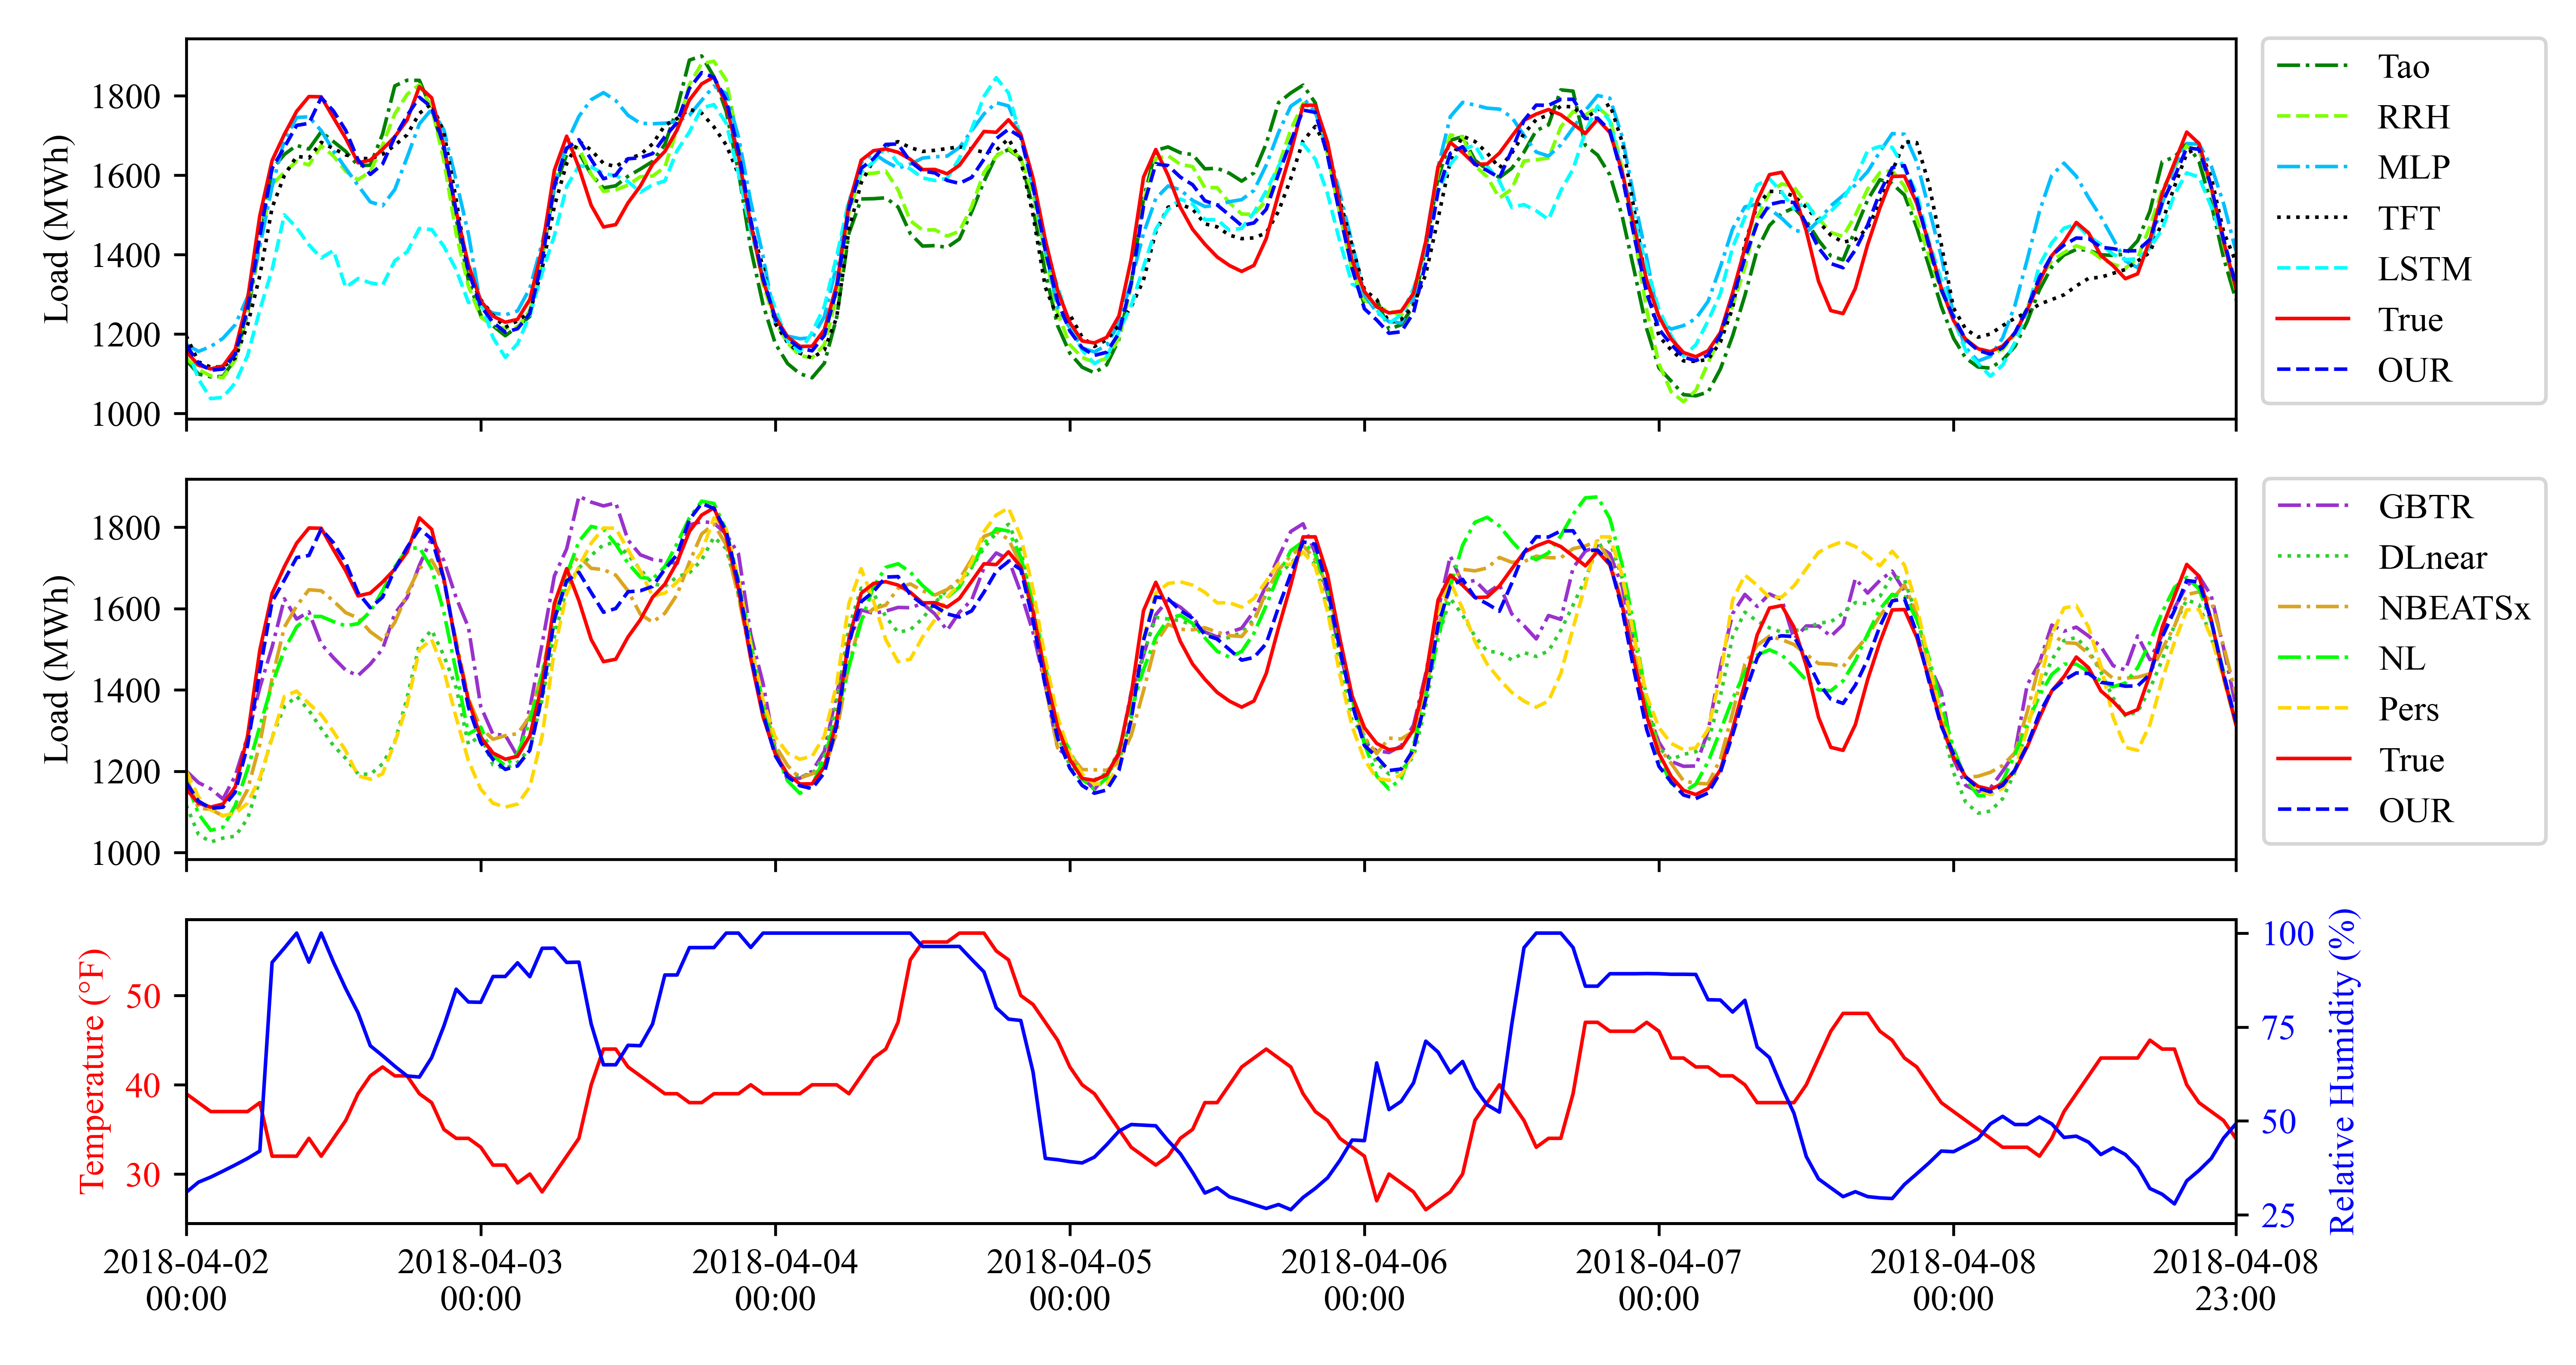 Load (MWh)
1800
1600
1400
1200
1000
Tao
RRH
MLP
TFT
LSTM
True
OUR
Load (MWh)
1800
1600
1400
1200
1000
GBTR
DLnear
NBEATSx
NL
Pers
True
OUR
Temperature (°F)
50
40
30
100
75
50
25
Relative Humidity (%)
2018-04-02
00:00
2018-04-03
00:00
2018-04-04
00:00
2018-04-05
00:00
2018-04-06
00:00
2018-04-07
00:00
2018-04-08
00:00
2018-04-08
23:00